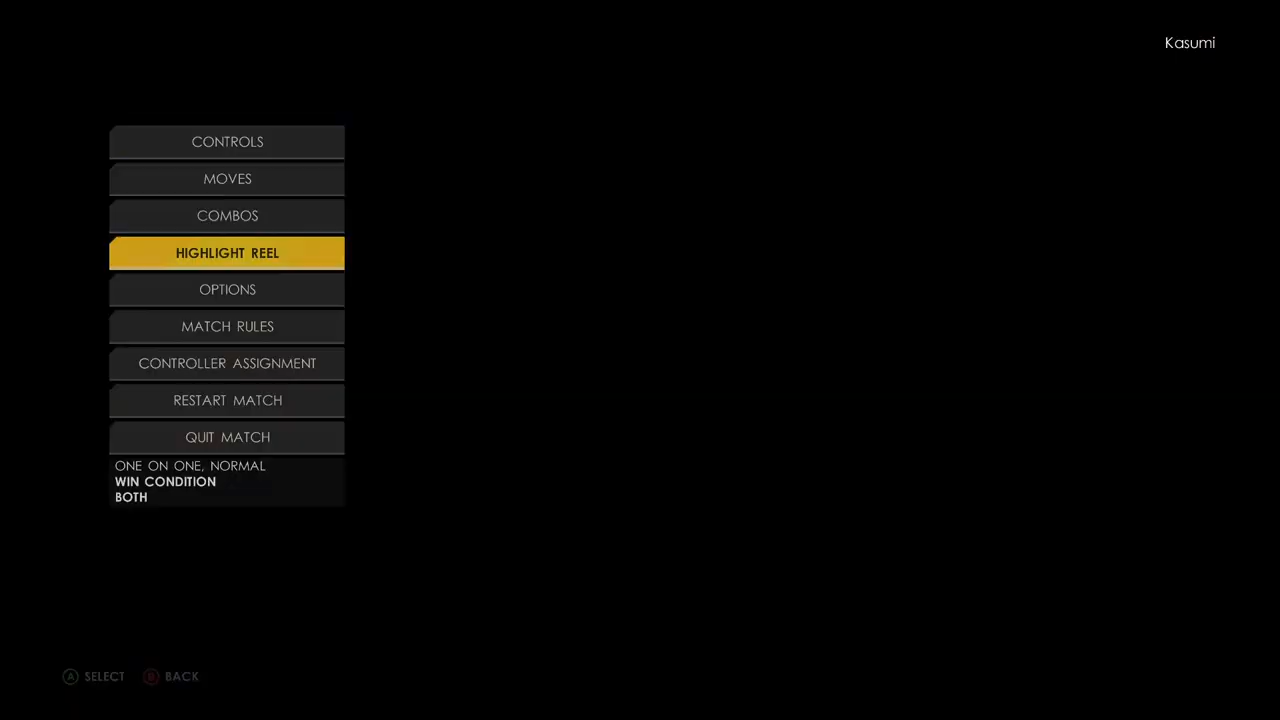 Kasumi
CONTROLS
MOVES
COMBOS
HIGHLIGHT REEL
OPTIONS
MATCH RULES
CONTROLLER ASSIGNMENT
RESTART MATCH
QUIT MATCH
ONE ON ONE, NORMAL
WIN CONDITION
BOTH
A SELECT B BACK